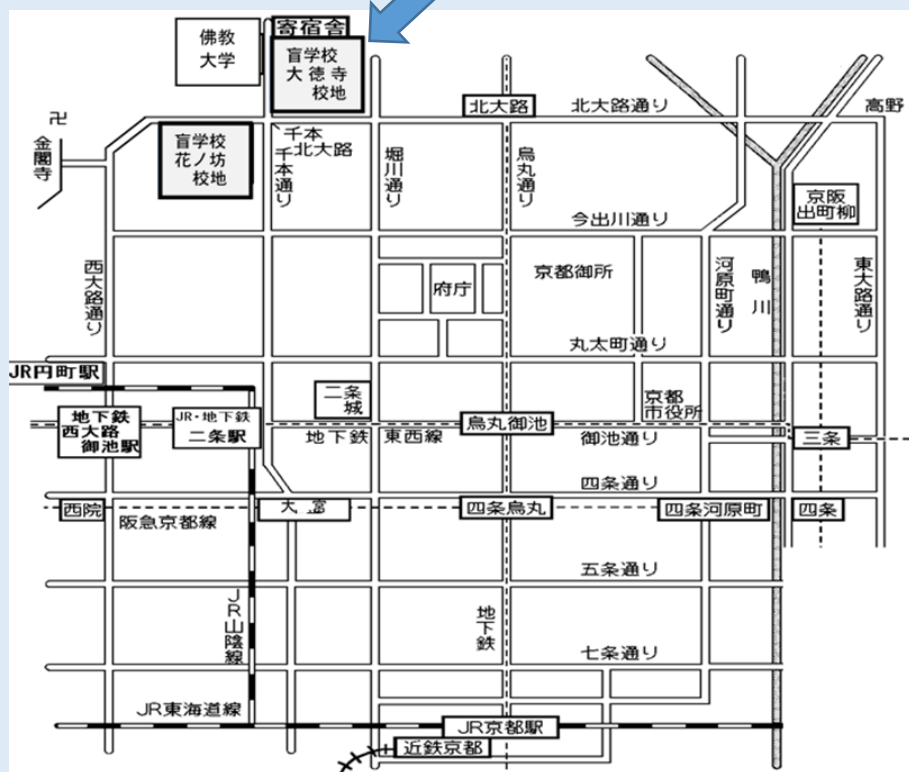 寄宿舎
佛教
大学
盲学校
大徳寺
校地
北大路
北大路通り
高野
卍
金閣寺
盲学校
花ノ坊
校地
千本
北大路
千本通り
堀川通り
烏丸通り
京阪
出町柳
今出川通り
西大路通り
府庁
京都御所
河原町通り
鴨川
東大路通り
丸太町通り
JR円町駅
二条
城
京都
市役所
地下鉄
西大路
御池駅
JR・地下鉄
二条駅
地下鉄
東西線
烏丸御池
御池通り
三条
四条通り
西院
大宮
四条烏丸
四条河原町
四条
阪急京都線
五条通り
JR山陰線
地下鉄
七条通り
JR東海道線
JR京都駅
近鉄京都